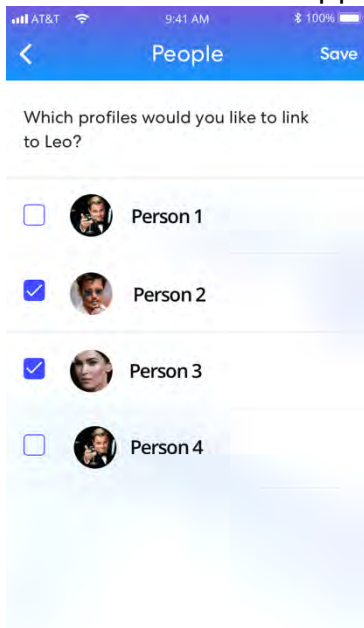 AT&T 9:41 AM 100%
People Save
Which profiles would you like to link
to Leo?
Person 1
Person 2
Person 3
Person 4